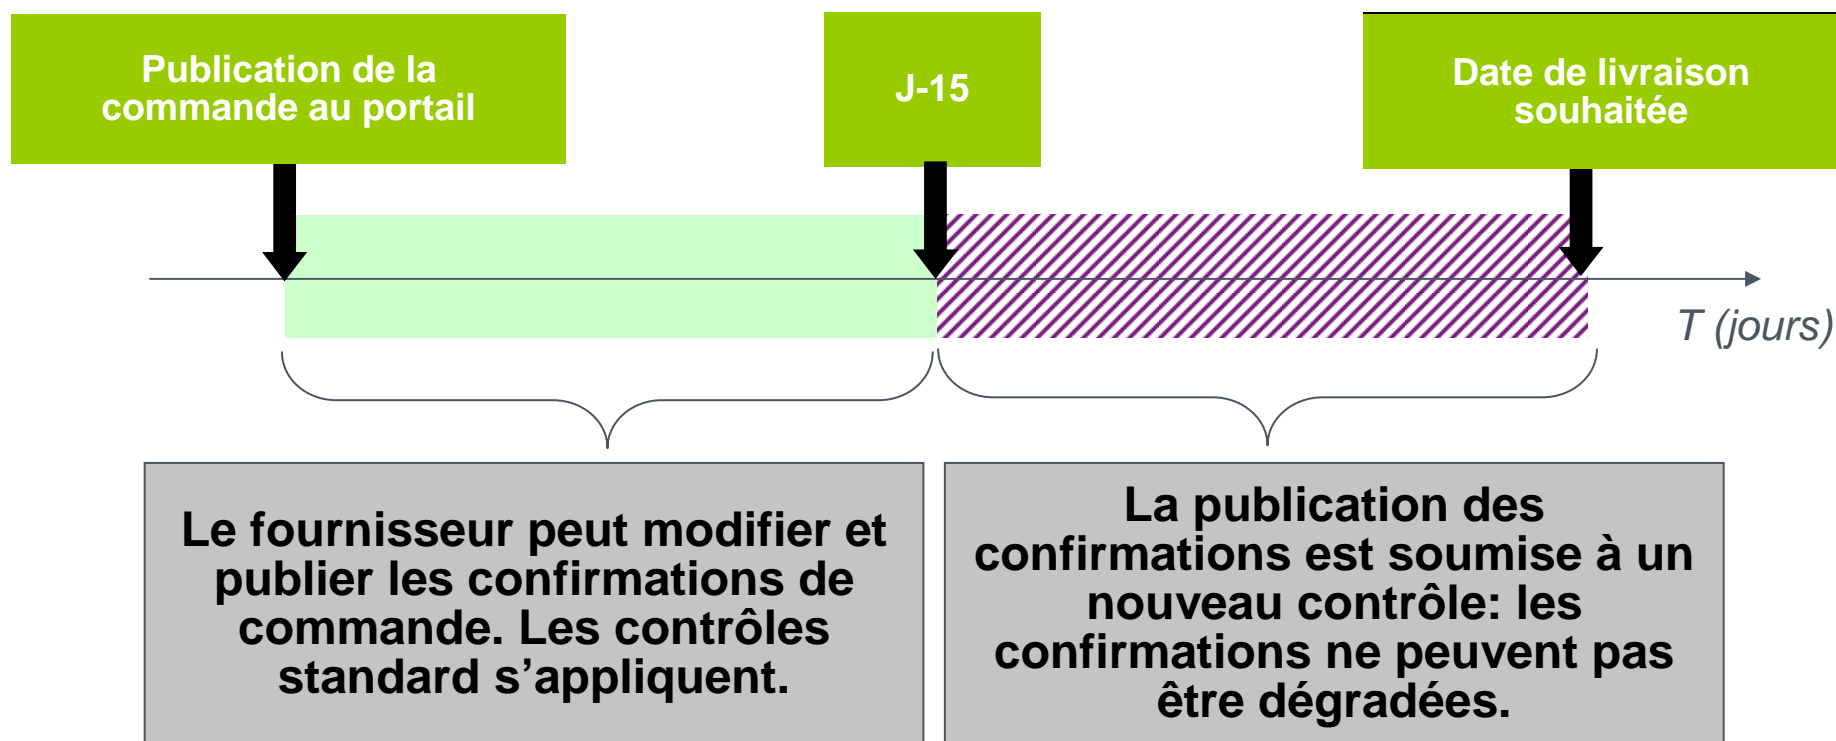 Publication de la
commande au portail
J-15
Date de livraison
souhaitée
T (jours)
Le fournisseur peut modifier et
publier les confirmations de
commande. Les contrôles
standard s’appliquent.
La publication des
confirmations est soumise à un
nouveau contrôle: les
confirmations ne peuvent pas
être dégradées.